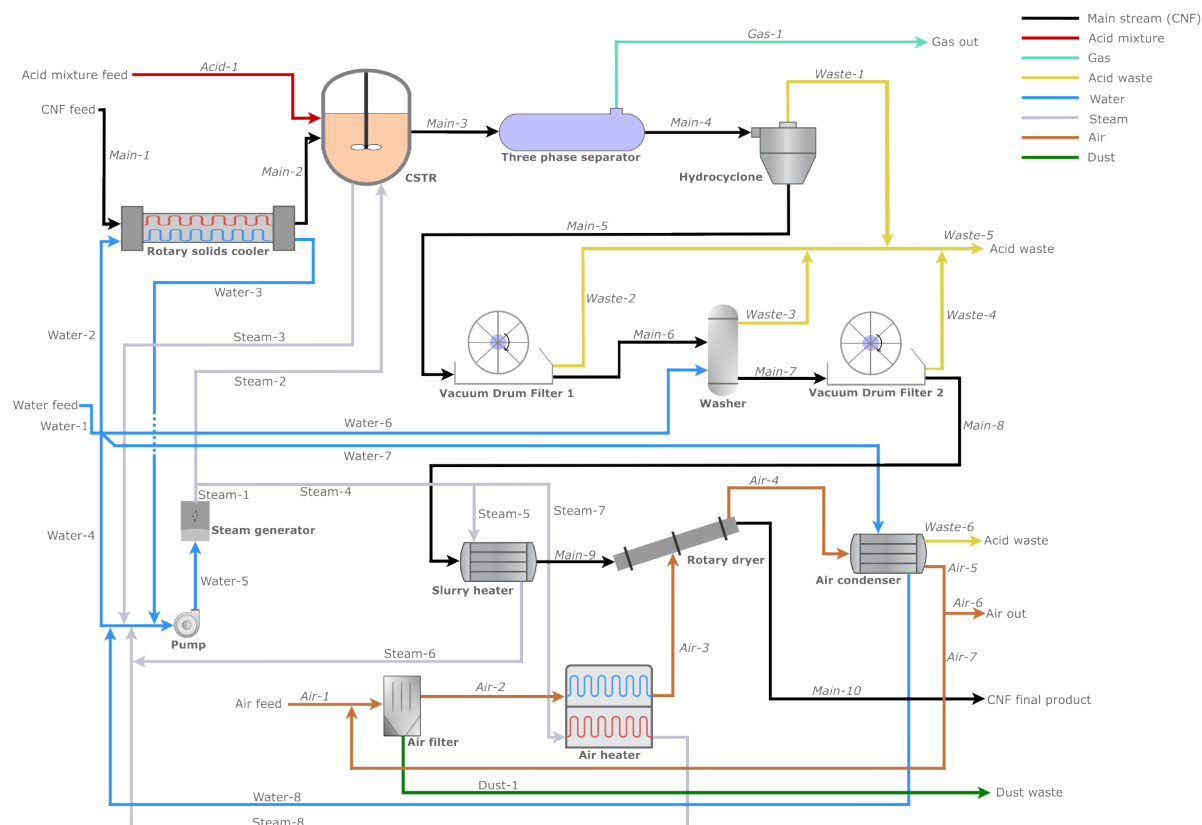 Main stream (CNF)
Acid mixture
Gas
Acid waste
Water
Steam
Air
Dust
Gas-1
Gas out
Acid mixture feed
Acid-1
Waste-1
CNF feed
Main-3
Main-4
Main-1
Main-2
Three phase separator
CSTR
Hydrocyclone
Main-5
Waste-5
Rotary solids cooler
Acid waste
Water-3
Waste-2
Water-2
Steam-3
Main-6
Waste-3
Waste-4
Steam-2
Main-7
Vacuum Drum Filter 1
Washer
Vacuum Drum Filter 2
Water feed
Water-1
Water-6
Main-8
Water-7
Steam-1
Steam-4
Air-4
Steam-5
Steam-7
Steam generator
Waste-6
Water-4
Main-9
Rotary dryer
Acid waste
Water-5
Slurry heater
Air condenser
Air-5
Air-6
Air out
Pump
Steam-6
Air-3
Air-7
Air feed
Air-1
Air-2
Main-10
CNF final product
Air filter
Air heater
Dust-1
Dust waste
Water-8
Steam-8